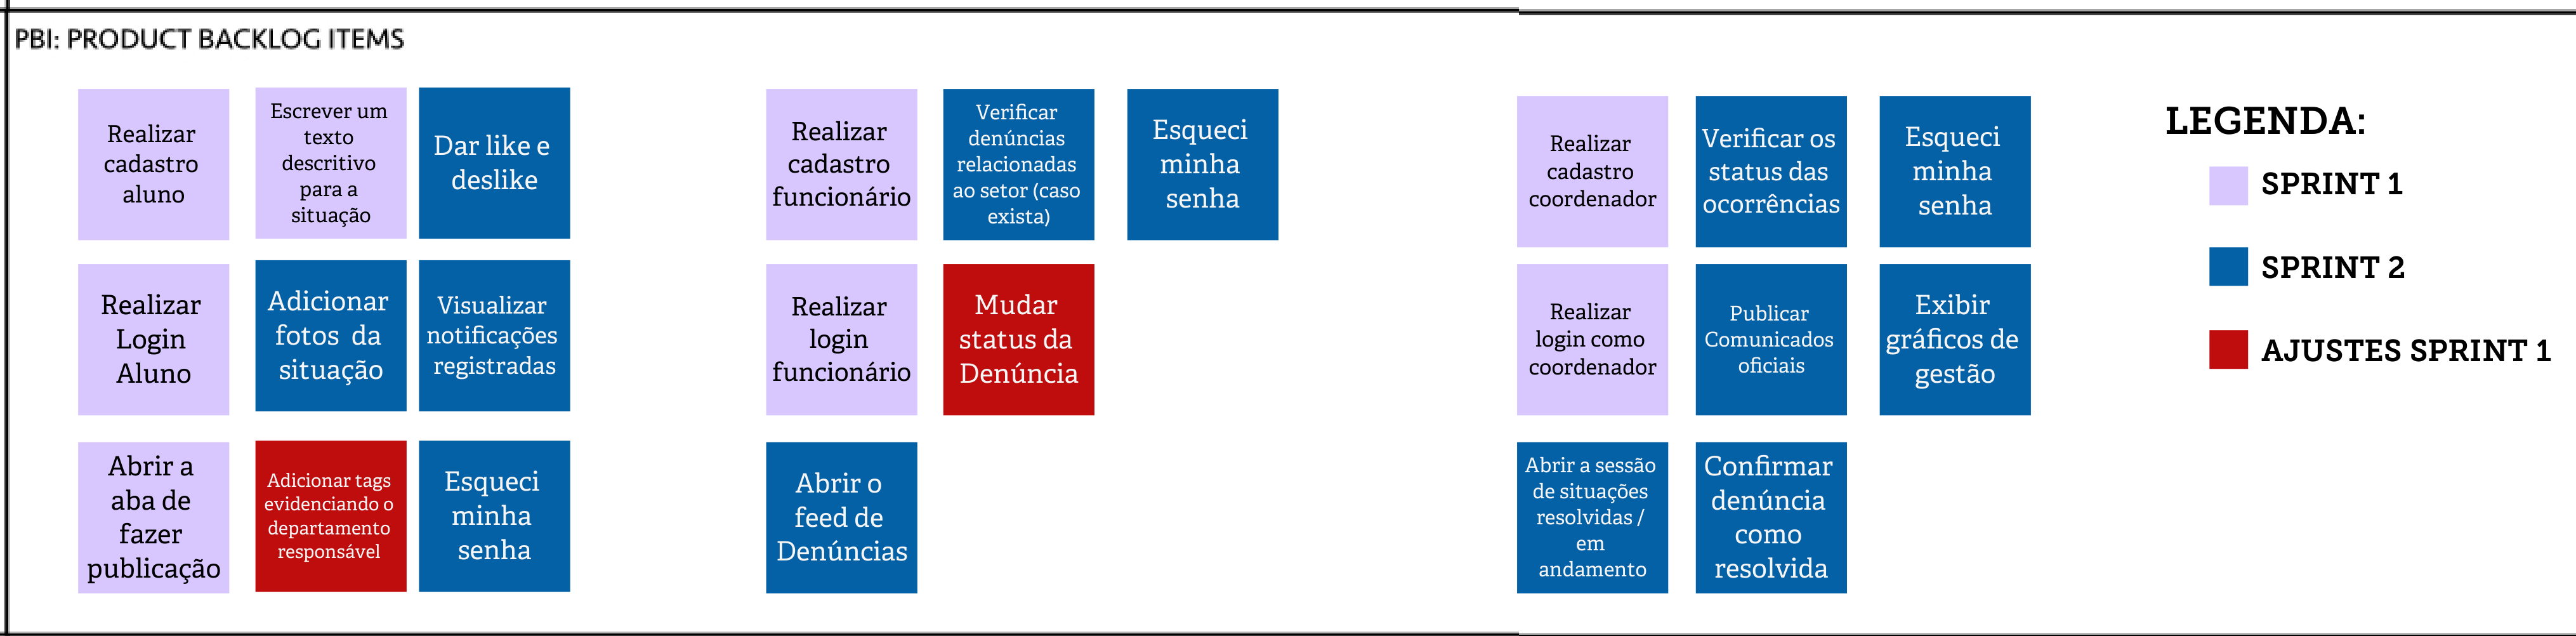 PBI: PRODUCT BACKLOG ITEMS
Realizar
cadastro
aluno
Escrever um
texto
descritivo
para a
situação
Dar like e
deslike
Realizar
Login
Aluno
Adicionar
fotos da
situação
Visualizar
notificações
registradas
Abrir a
aba de
fazer
publicação
Adicionar tags
evidenciando o
departamento
responsável
Esqueci
minha
senha
Realizar
cadastro
funcionário
Verificar
denúncias
relacionadas
ao setor (caso
exista)
Esqueci
minha
senha
Realizar
login
funcionário
Mudar
status da
Denúncia
Abrir o
feed de
Denúncias
Realizar
cadastro
coordenador
Verificar os
status das
ocorrências
Esqueci
minha
senha
Realizar
login como
coordenador
Publicar
Comunicados
oficiais
Exibir
gráficos de
gestão
Abrir a sessão
de situações
resolvidas /
em
andamento
Confirmar
denúncia
como
resolvida
LEGENDA:
SPRINT 1
SPRINT 2
AJUSTES SPRINT 1